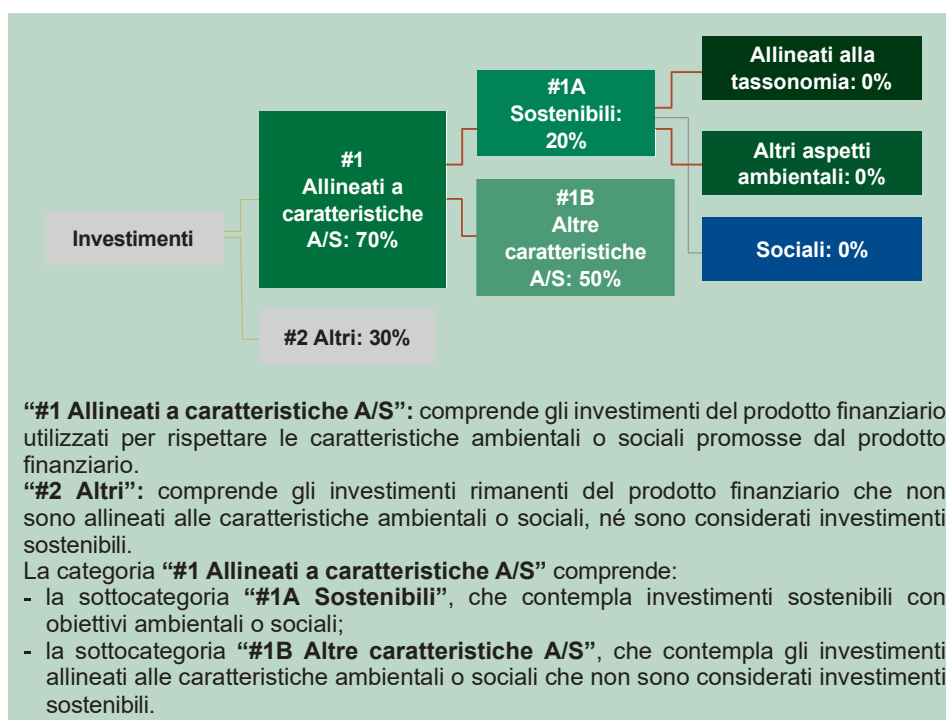 Investimenti
#1
Allineati a
caratteristiche
A/S: 70%
#2 Altri: 30%
#1A
Sostenibili:
20%
#1B
Altre
caratteristiche
A/S: 50%
Allineati alla
tassonomia: 0%
Altri aspetti
ambientali: 0%
Sociali: 0%
“#1 Allineati a caratteristiche A/S”: comprende gli investimenti del prodotto finanziario
utilizzati per rispettare le caratteristiche ambientali o sociali promosse dal prodotto
finanziario.
“#2 Altri”: comprende gli investimenti rimanenti del prodotto finanziario che non
sono allineati alle caratteristiche ambientali o sociali, né sono considerati investimenti
sostenibili.
La categoria “#1 Allineati a caratteristiche A/S” comprende:
- la sottocategoria “#1A Sostenibili”, che contempla investimenti sostenibili con
obiettivi ambientali o sociali;
- la sottocategoria “#1B Altre caratteristiche A/S”, che contempla gli investimenti
allineati alle caratteristiche ambientali o sociali che non sono considerati investimenti
sostenibili.